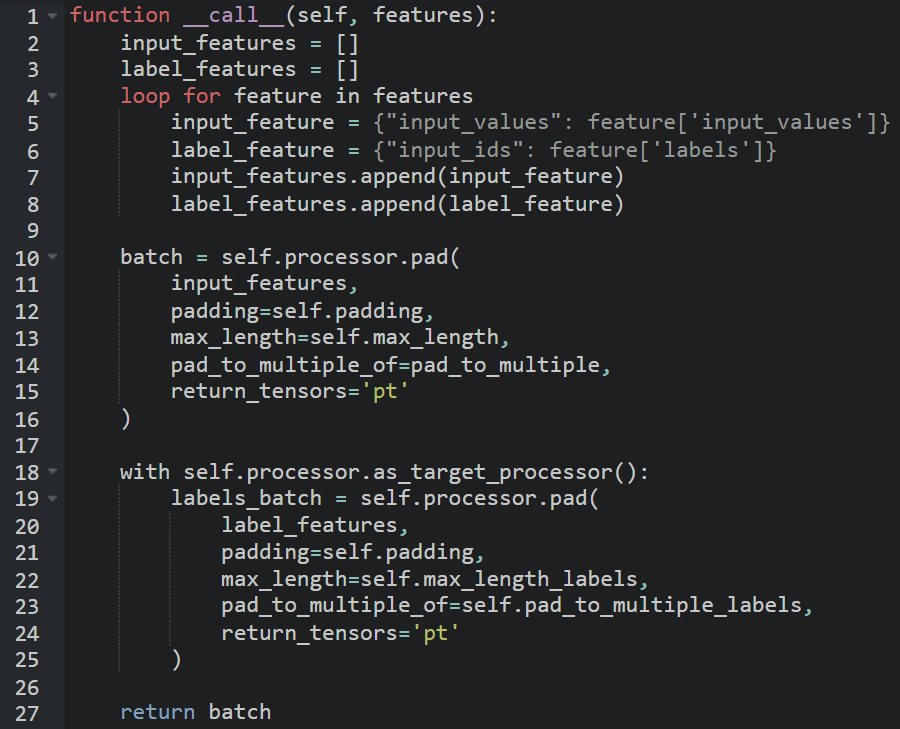 1 function __call__(self, features):
2     input_features = []
3     label_features = []
4     loop for feature in features
5         input_feature = {"input_values": feature['input_values']}
6         label_feature = {"input_ids": feature['labels']}
7         input_features.append(input_feature)
8         label_features.append(label_feature)
9
10     batch = self.processor.pad(
11         input_features,
12         padding=self.padding,
13         max_length=self.max_length,
14         pad_to_multiple_of=pad_to_multiple,
15         return_tensors='pt'
16     )
17
18     with self.processor.as_target_processor():
19         labels_batch = self.processor.pad(
20             label_features,
21             padding=self.padding,
22             max_length=self.max_length_labels,
23             pad_to_multiple_of=self.pad_to_multiple_labels,
24             return_tensors='pt'
25         )
26
27     return batch